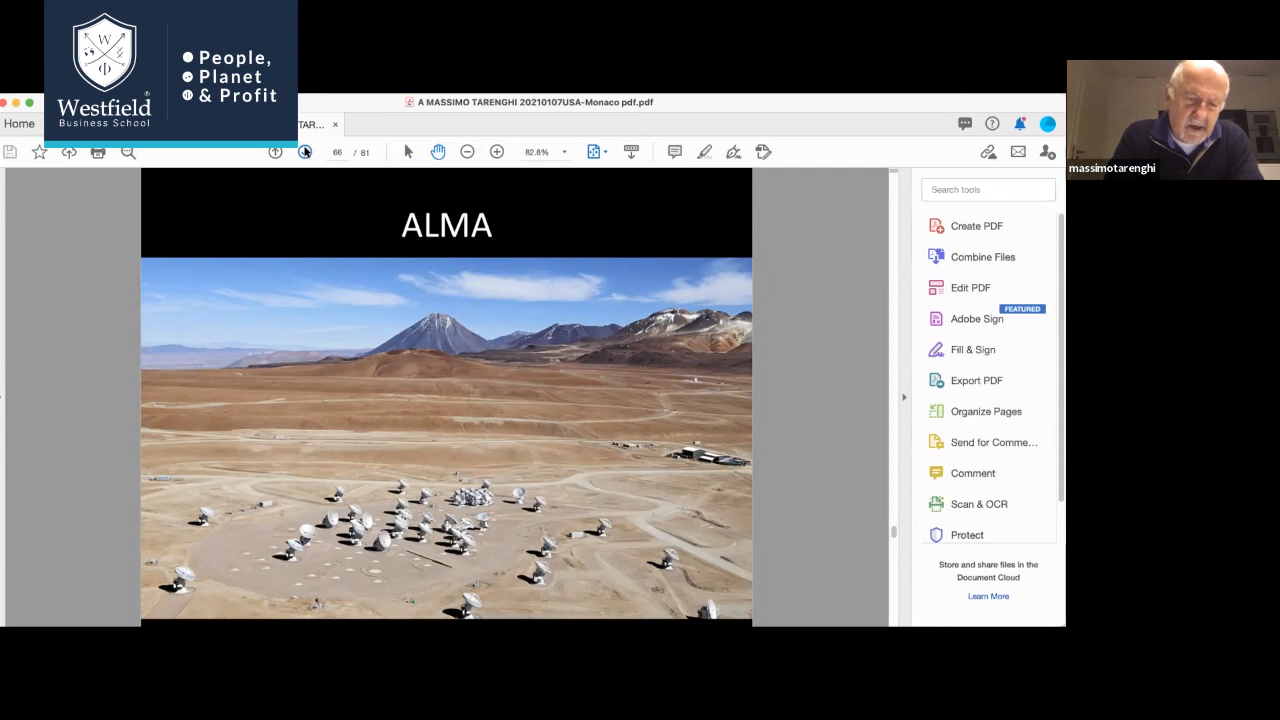 W
Φ
Westfield®
Business School
People,
Planet
& Profit
A MASSIMO TARENGHI 20210107USA-Monaco pdf.pdf
Home
TAR... ×
66 / 81
82.8%
massimotarenghi
ALMA
Search tools
Create PDF
Combine Files
Edit PDF
FEATURED
Adobe Sign
Fill & Sign
Export PDF
Organize Pages
Send for Comme...
Comment
Scan & OCR
Protect
Store and share files in the
Document Cloud
Learn More